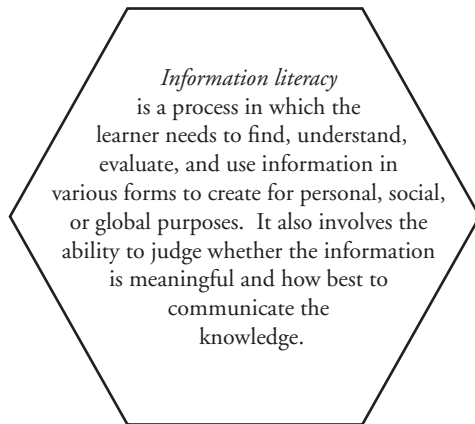 Information literacy
is a process in which the
learner needs to find, understand,
evaluate, and use information in
various forms to create for personal, social,
or global purposes.  It also involves the
ability to judge whether the information
is meaningful and how best to
communicate the
knowledge.